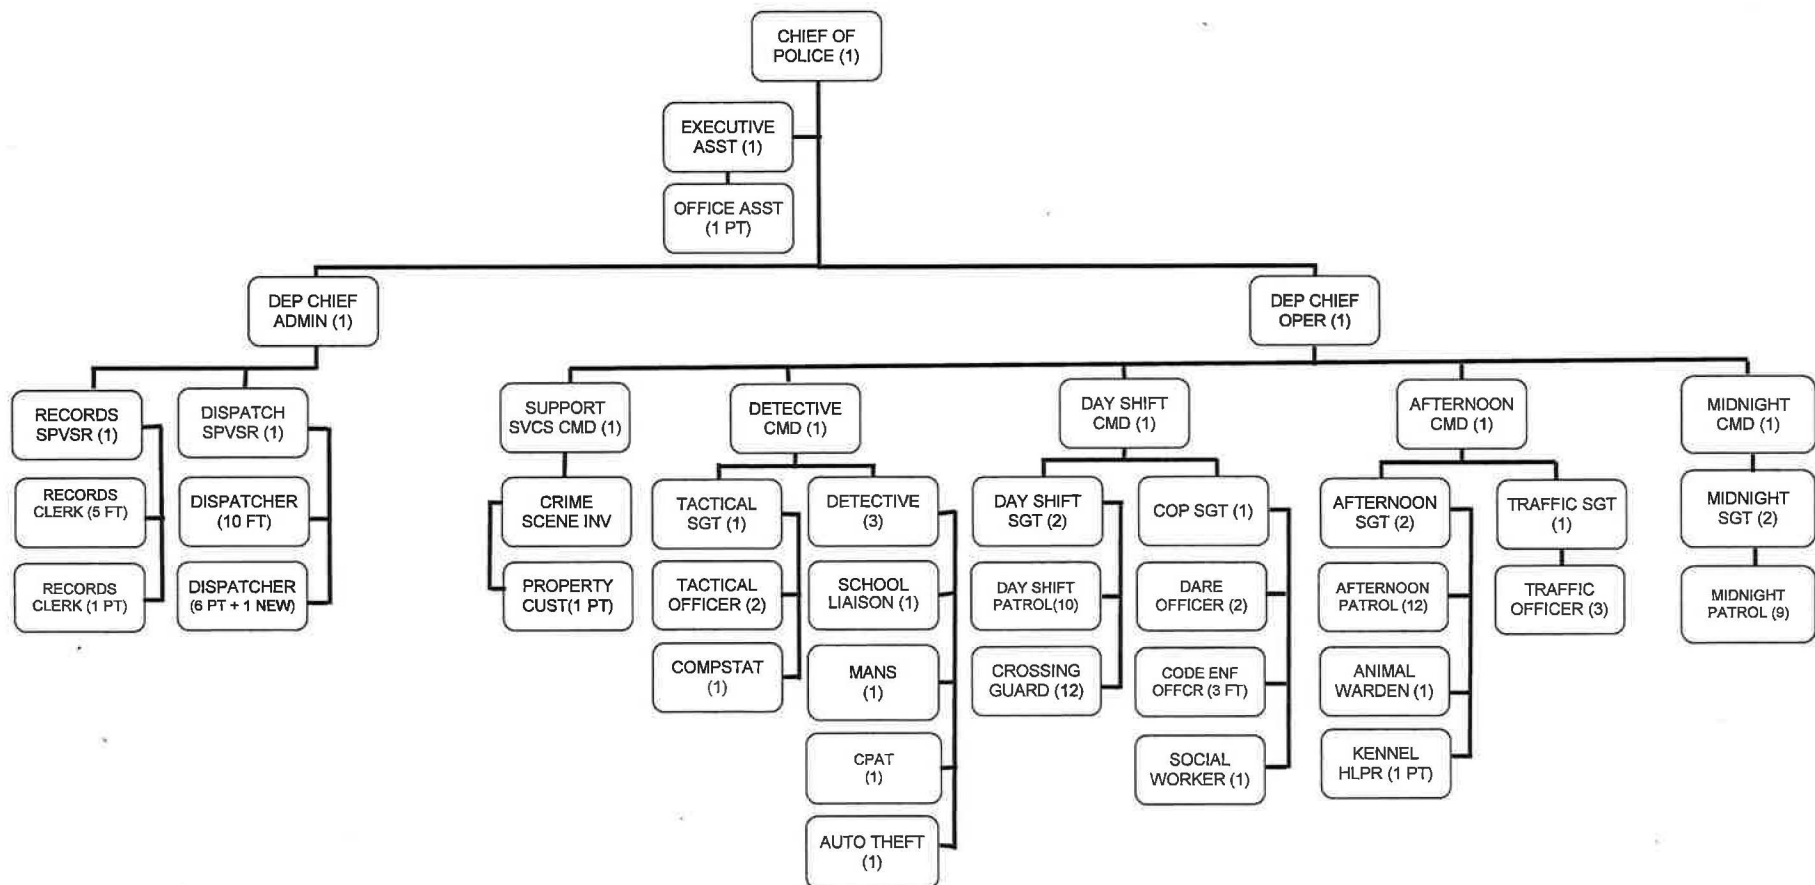 CHIEF OF
POLICE (1)
EXECUTIVE
ASST (1)
OFFICE ASST
(1 PT)
DEP CHIEF
ADMIN (1)
DEP CHIEF
OPER (1)
RECORDS
SPVSR (1)
DISPATCH
SPVSR (1)
SUPPORT
SVCS CMD (1)
DETECTIVE
CMD (1)
DAY SHIFT
CMD (1)
AFTERNOON
CMD (1)
MIDNIGHT
CMD (1)
RECORDS
CLERK (5 FT)
DISPATCHER
(10 FT)
CRIME
SCENE INV
TACTICAL
SGT (1)
DETECTIVE
(3)
DAY SHIFT
SGT (2)
COP SGT (1)
AFTERNOON
SGT (2)
TRAFFIC SGT
(1)
MIDNIGHT
SGT (2)
RECORDS
CLERK (1 PT)
DISPATCHER
(6 PT + 1 NEW)
PROPERTY
CUST(1 PT)
TACTICAL
OFFICER (2)
SCHOOL
LIAISON (1)
DAY SHIFT
PATROL(10)
DARE
OFFICER (2)
AFTERNOON
PATROL (12)
TRAFFIC
OFFICER (3)
MIDNIGHT
PATROL (9)
COMPSTAT
(1)
MANS
(1)
CROSSING
GUARD (12)
CODE ENF
OFFCR (3 FT)
ANIMAL
WARDEN (1)
CPAT
(1)
SOCIAL
WORKER (1)
KENNEL
HLPR (1 PT)
AUTO THEFT
(1)